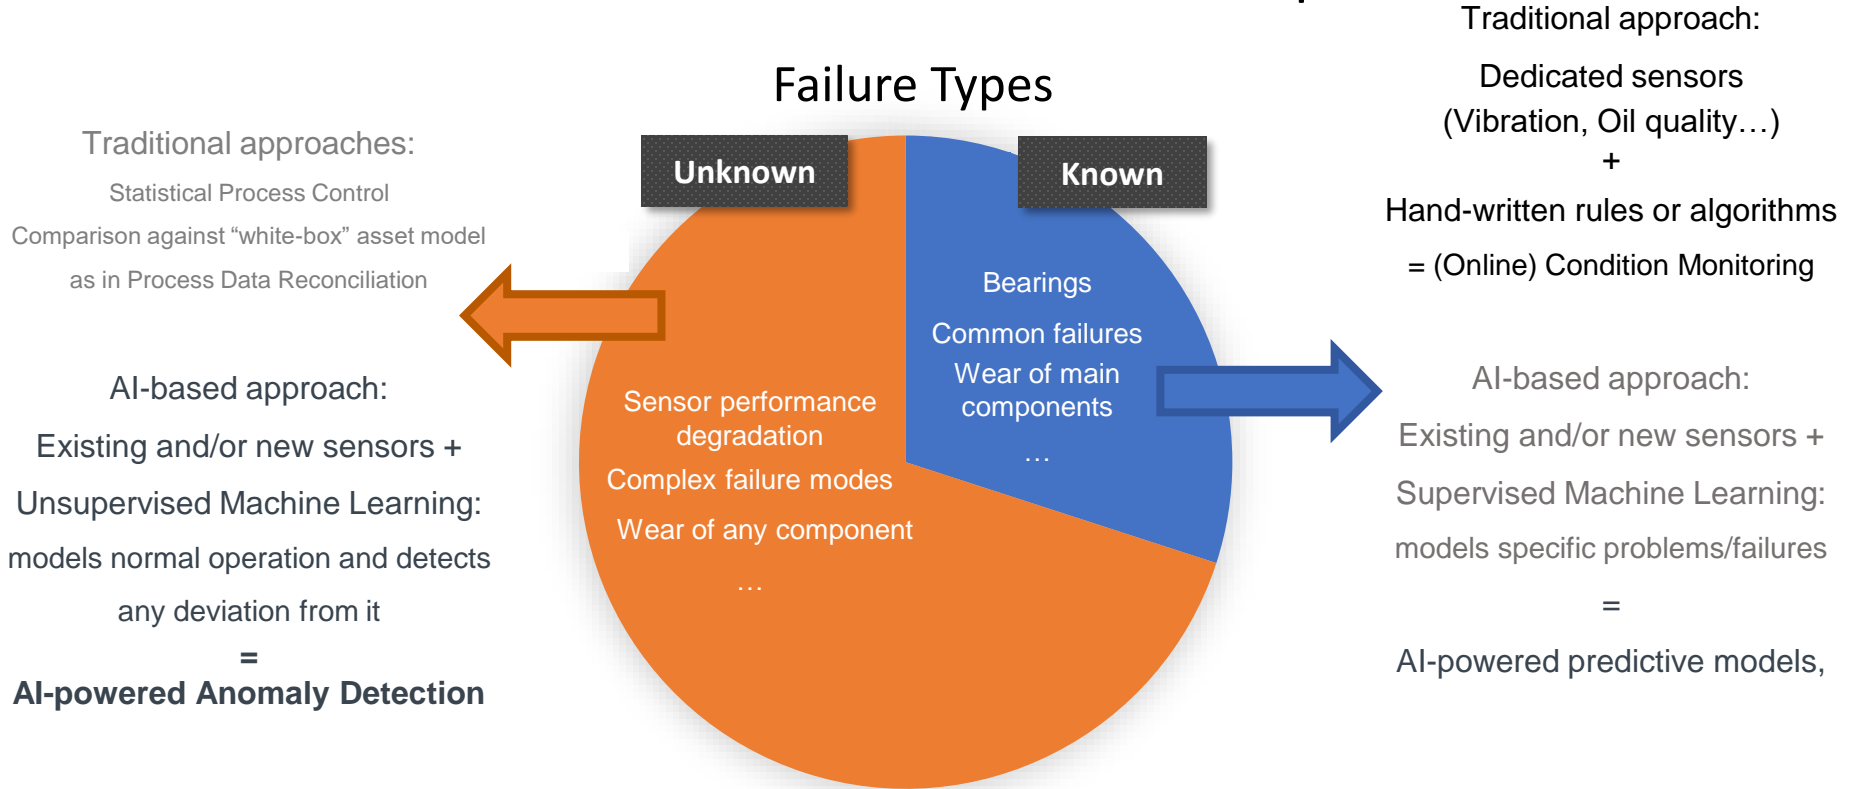 Failure Types
Unknown
Known
Traditional approaches:
Statistical Process Control
Comparison against “white-box” asset model
as in Process Data Reconciliation
AI-based approach:
Existing and/or new sensors +
Unsupervised Machine Learning:
models normal operation and detects
any deviation from it
=
AI-powered Anomaly Detection
Sensor performance
degradation
Complex failure modes
Wear of any component
…
Bearings
Common failures
Wear of main
components
…
Traditional approach:
Dedicated sensors
(Vibration, Oil quality…)
+
Hand-written rules or algorithms
= (Online) Condition Monitoring
AI-based approach:
Existing and/or new sensors +
Supervised Machine Learning:
models specific problems/failures
=
AI-powered predictive models,